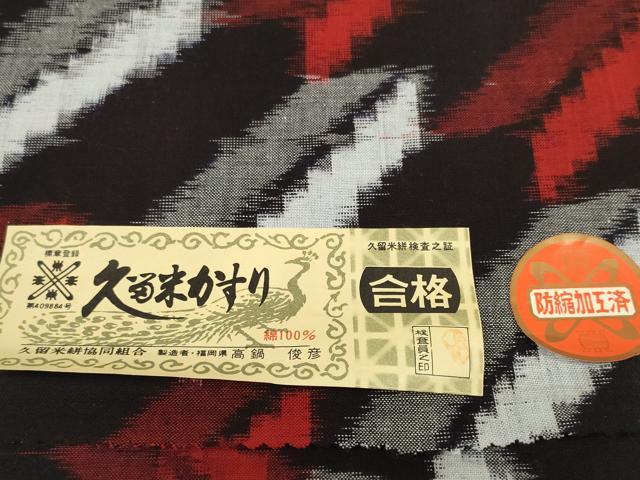 標章登録
第409884号
久留米かすり
綿100%
久留米絣協同組合 製造者・福岡県 高鍋 俊彦
久留米絣検査之証
合格
検査員之印
防縮加工済